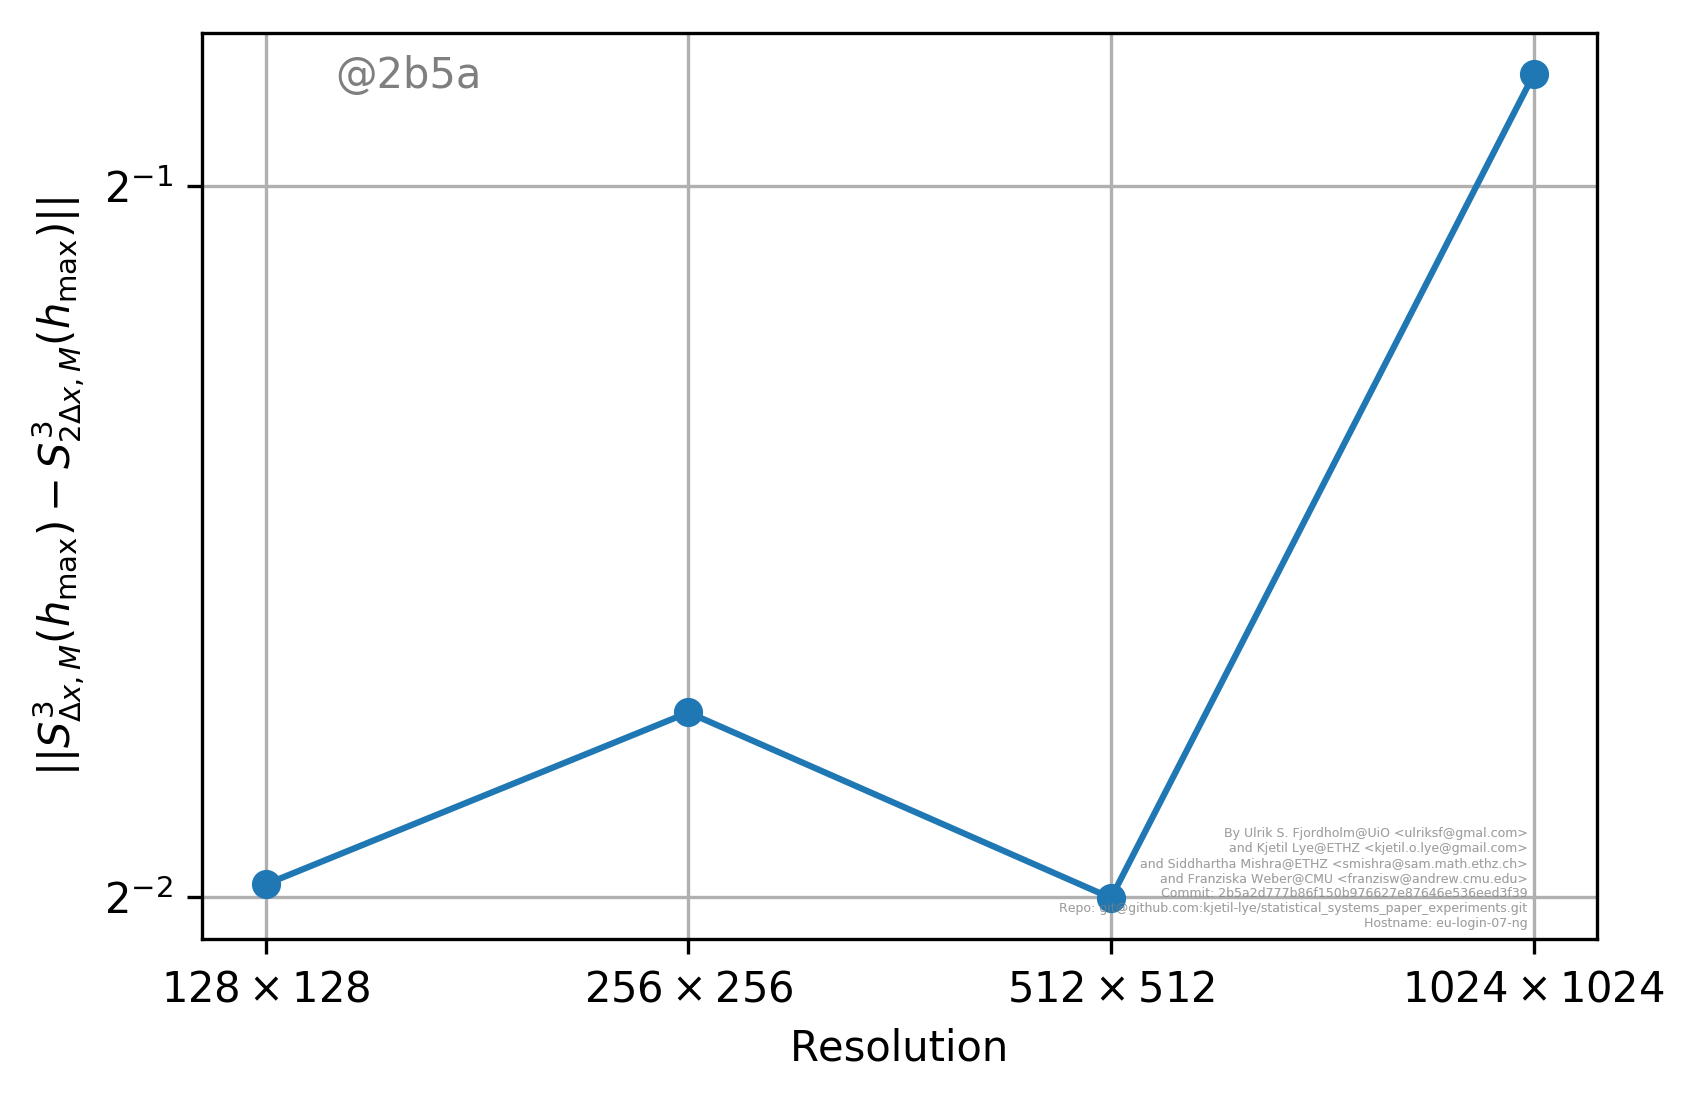 @2b5a
2⁻¹
2⁻²
||S³_{Δx, M}(h_max) − S³_{2Δx, M}(h_max)||
By Ulrik S. Fjordholm@UiO <ulriksf@gmal.com>
and Kjetil Lye@ETHZ <kjetil.o.lye@gmail.com>
and Siddhartha Mishra@ETHZ <smishra@sam.math.ethz.ch>
and Franziska Weber@CMU <franzisw@andrew.cmu.edu>
Commit: 2b5a2d777b86f150b976627e87646e536eed3f39
Repo: git@github.com:kjetil-lye/statistical_systems_paper_experiments.git
Hostname: eu-login-07-ng
128 × 128 256 × 256 512 × 512 1024 × 1024
Resolution